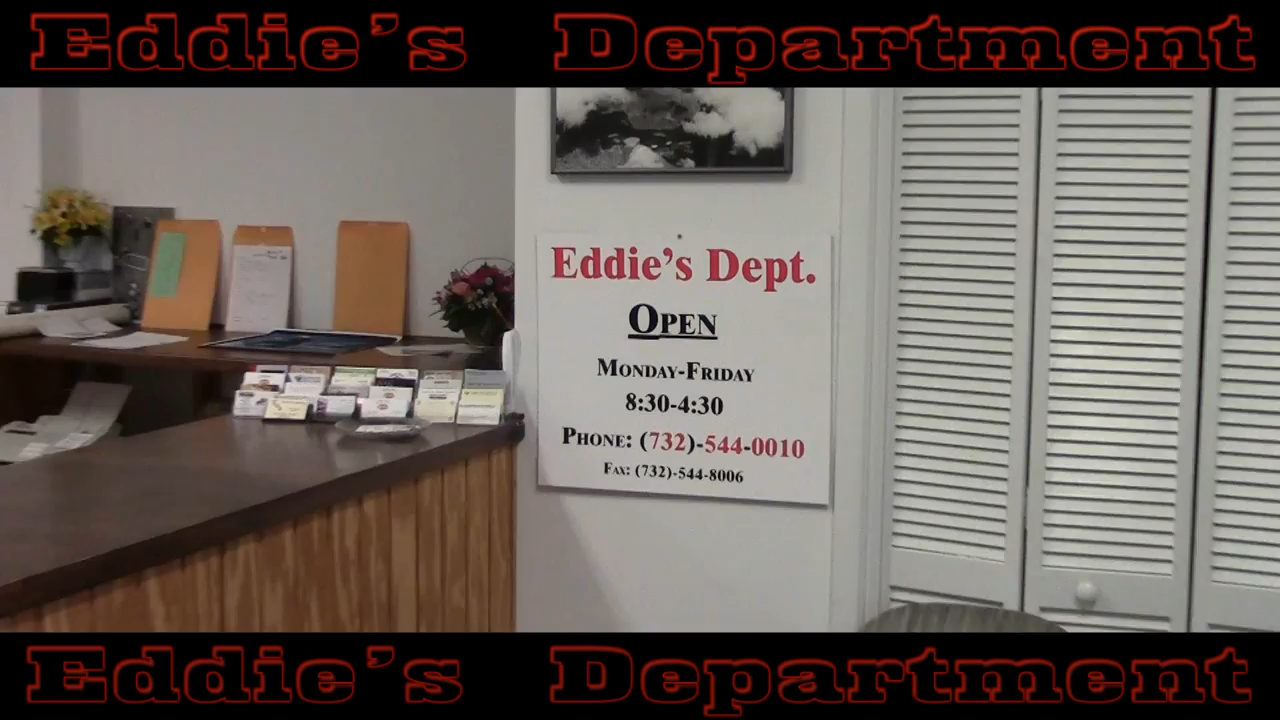 Eddie's Department
Eddie's Dept.
OPEN
MONDAY-FRIDAY
8:30-4:30
PHONE: (732)-544-0010
FAX: (732)-544-8006
Eddie's Department